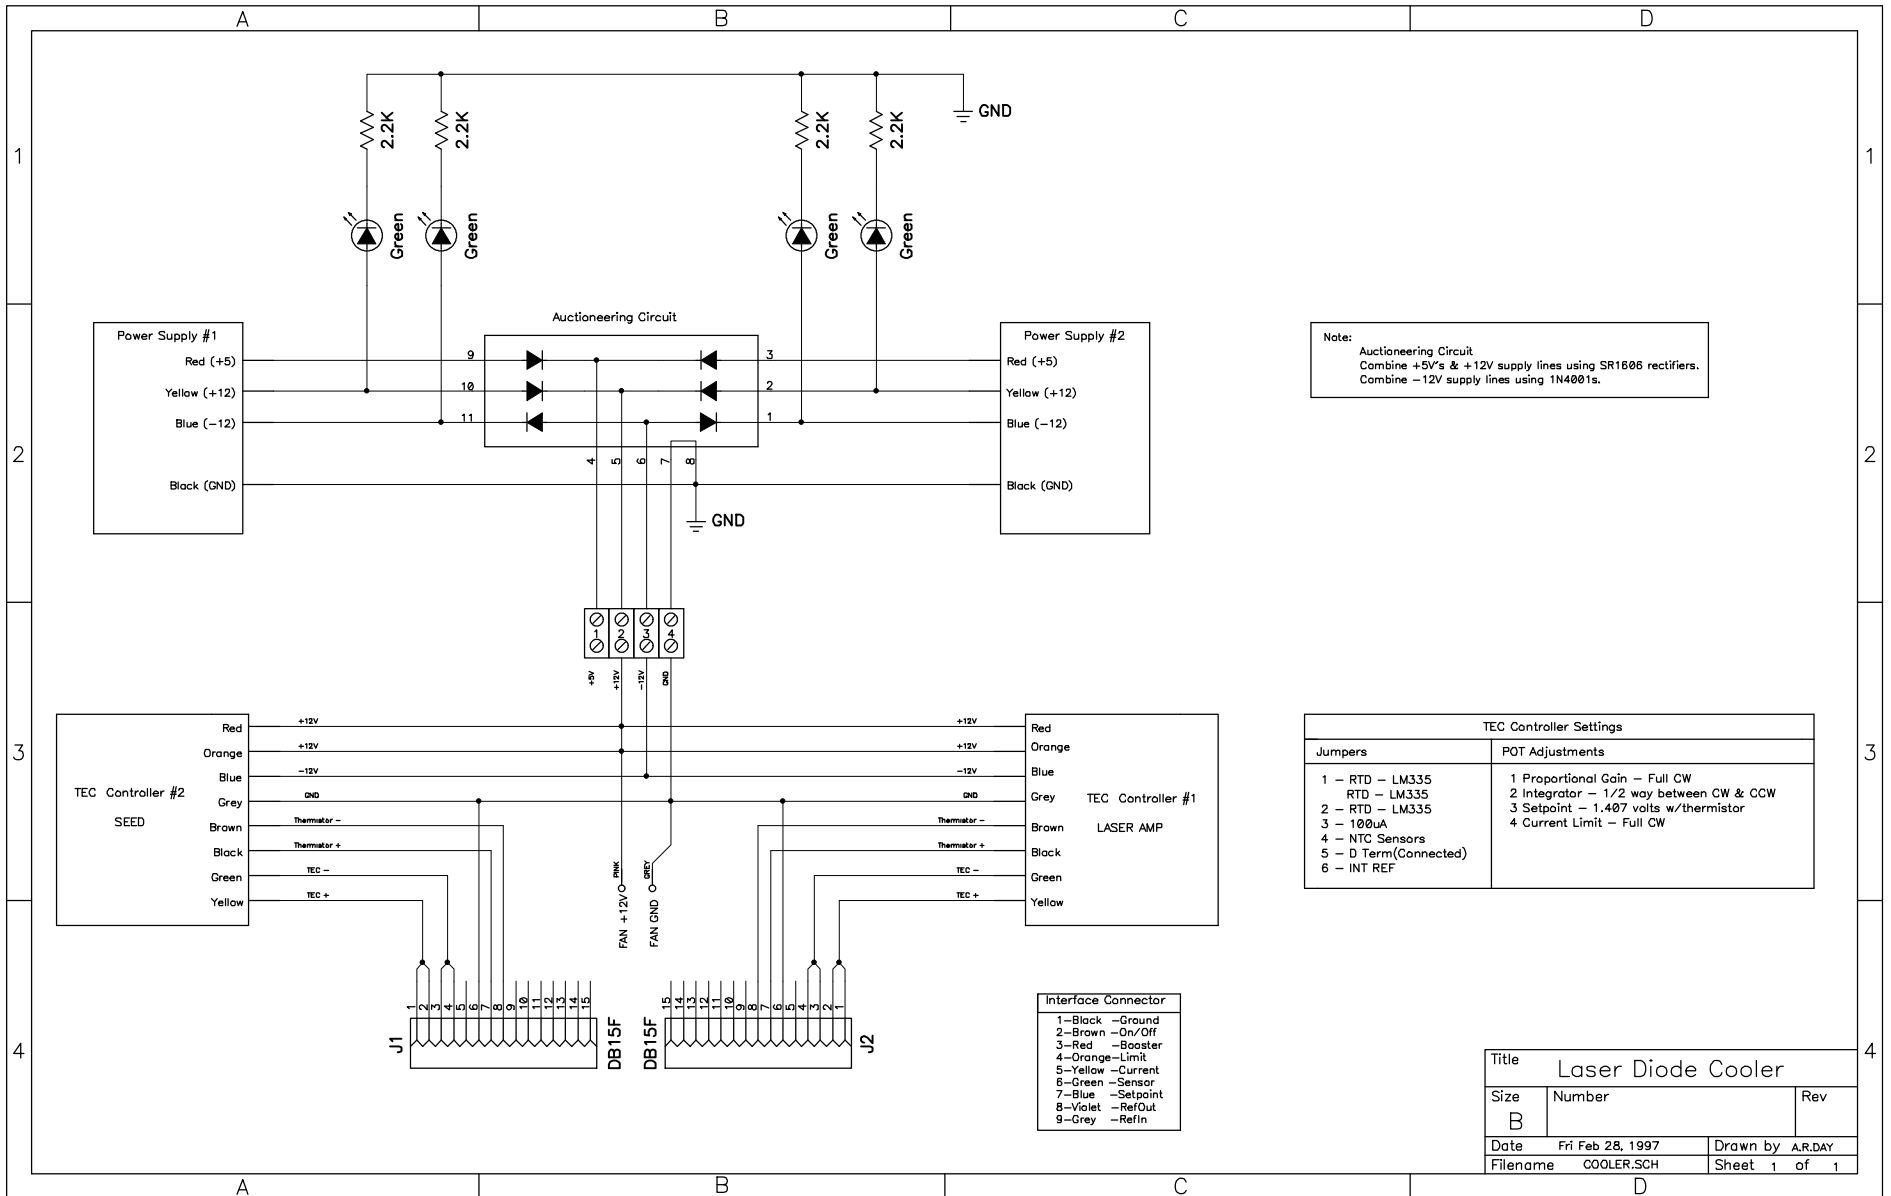 A B C D
1 1
2.2K 2.2K 2.2K 2.2K
GND
Green Green Green Green
Auctioneering Circuit
Power Supply #1
Red (+5)
Yellow (+12)
Blue (-12)
Black (GND)
9
10
11
3
2
1
4 5 6 7 8
GND
Power Supply #2
Red (+5)
Yellow (+12)
Blue (-12)
Black (GND)
Note:
Auctioneering Circuit
Combine +5V's & +12V supply lines using SR1606 rectifiers.
Combine -12V supply lines using 1N4001s.
2 2
1 2 3 4
+5V +12V -12V GND
3 3
TEC Controller #2
SEED
Red
Orange
Blue
Grey
Brown
Black
Green
Yellow
+12V
+12V
-12V
GND
Thermistor -
Thermistor +
TEC -
TEC +
PINK GREY
FAN +12V FAN GND
+12V
+12V
-12V
GND
Thermistor -
Thermistor +
TEC -
TEC +
Red
Orange
Blue
Grey
Brown
Black
Green
Yellow
TEC Controller #1
LASER AMP
TEC Controller Settings
Jumpers
1 - RTD - LM335
RTD - LM335
2 - RTD - LM335
3 - 100uA
4 - NTC Sensors
5 - D Term(Connected)
6 - INT REF
POT Adjustments
1 Proportional Gain - Full CW
2 Integrator - 1/2 way between CW & CCW
3 Setpoint - 1.407 volts w/thermistor
4 Current Limit - Full CW
4 4
J1
1 2 3 4 5 6 7 8 9 10 11 12 13 14 15
DB15F
DB15F
15 14 13 12 11 10 9 8 7 6 5 4 3 2 1
J2
Interface Connector
1-Black -Ground
2-Brown -On/Off
3-Red -Booster
4-Orange-Limit
5-Yellow -Current
6-Green -Sensor
7-Blue -Setpoint
8-Violet -RefOut
9-Grey -RefIn
Title
Laser Diode Cooler
Size Number Rev
B
Date Fri Feb 28, 1997 Drawn by A.R.DAY
Filename COOLER.SCH Sheet 1 of 1
A B C D